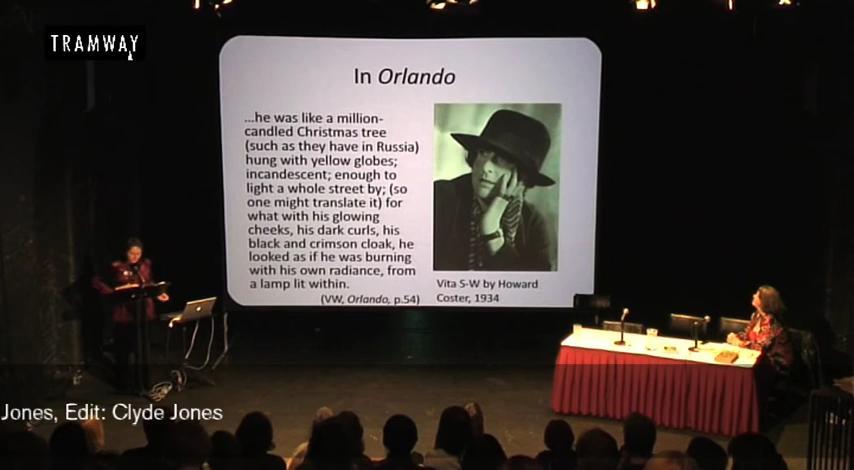 TRAMWAY
In Orlando
...he was like a million-
candled Christmas tree
(such as they have in Russia)
hung with yellow globes;
incandescent; enough to
light a whole street by; (so
one might translate it) for
what with his glowing
cheeks, his dark curls, his
black and crimson cloak, he
looked as if he was burning
with his own radiance, from
a lamp lit within.
(VW, Orlando, p.54)
Vita S-W by Howard
Coster, 1934
Jones, Edit: Clyde Jones